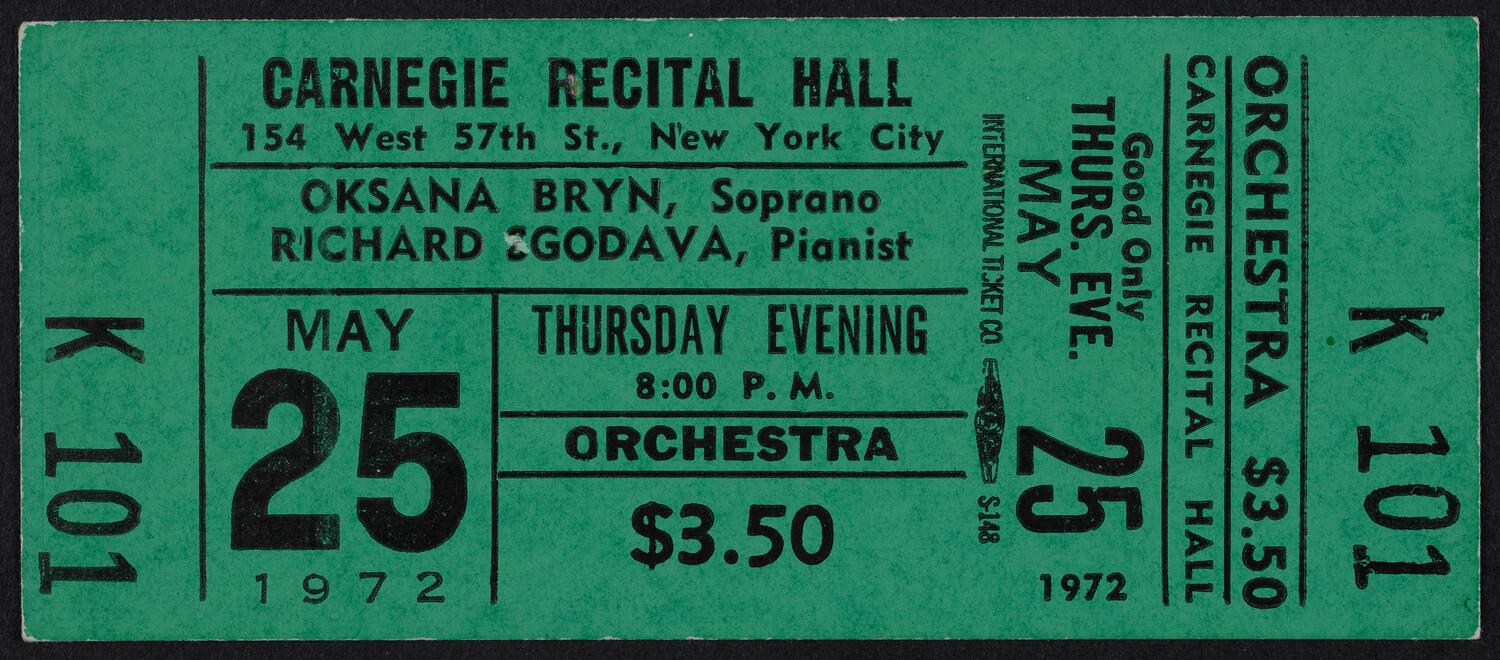 K 101
CARNEGIE RECITAL HALL
154 West 57th St., New York City
OKSANA BRYN, Soprano
RICHARD ZGODAVA, Pianist
MAY
25
1972
THURSDAY EVENING
8:00 P. M.
ORCHESTRA
$3.50
INTERNATIONAL TICKET CO. S-148
Good Only
THURS. EVE.
MAY 25
1972
CARNEGIE RECITAL HALL
ORCHESTRA $3.50
K 101